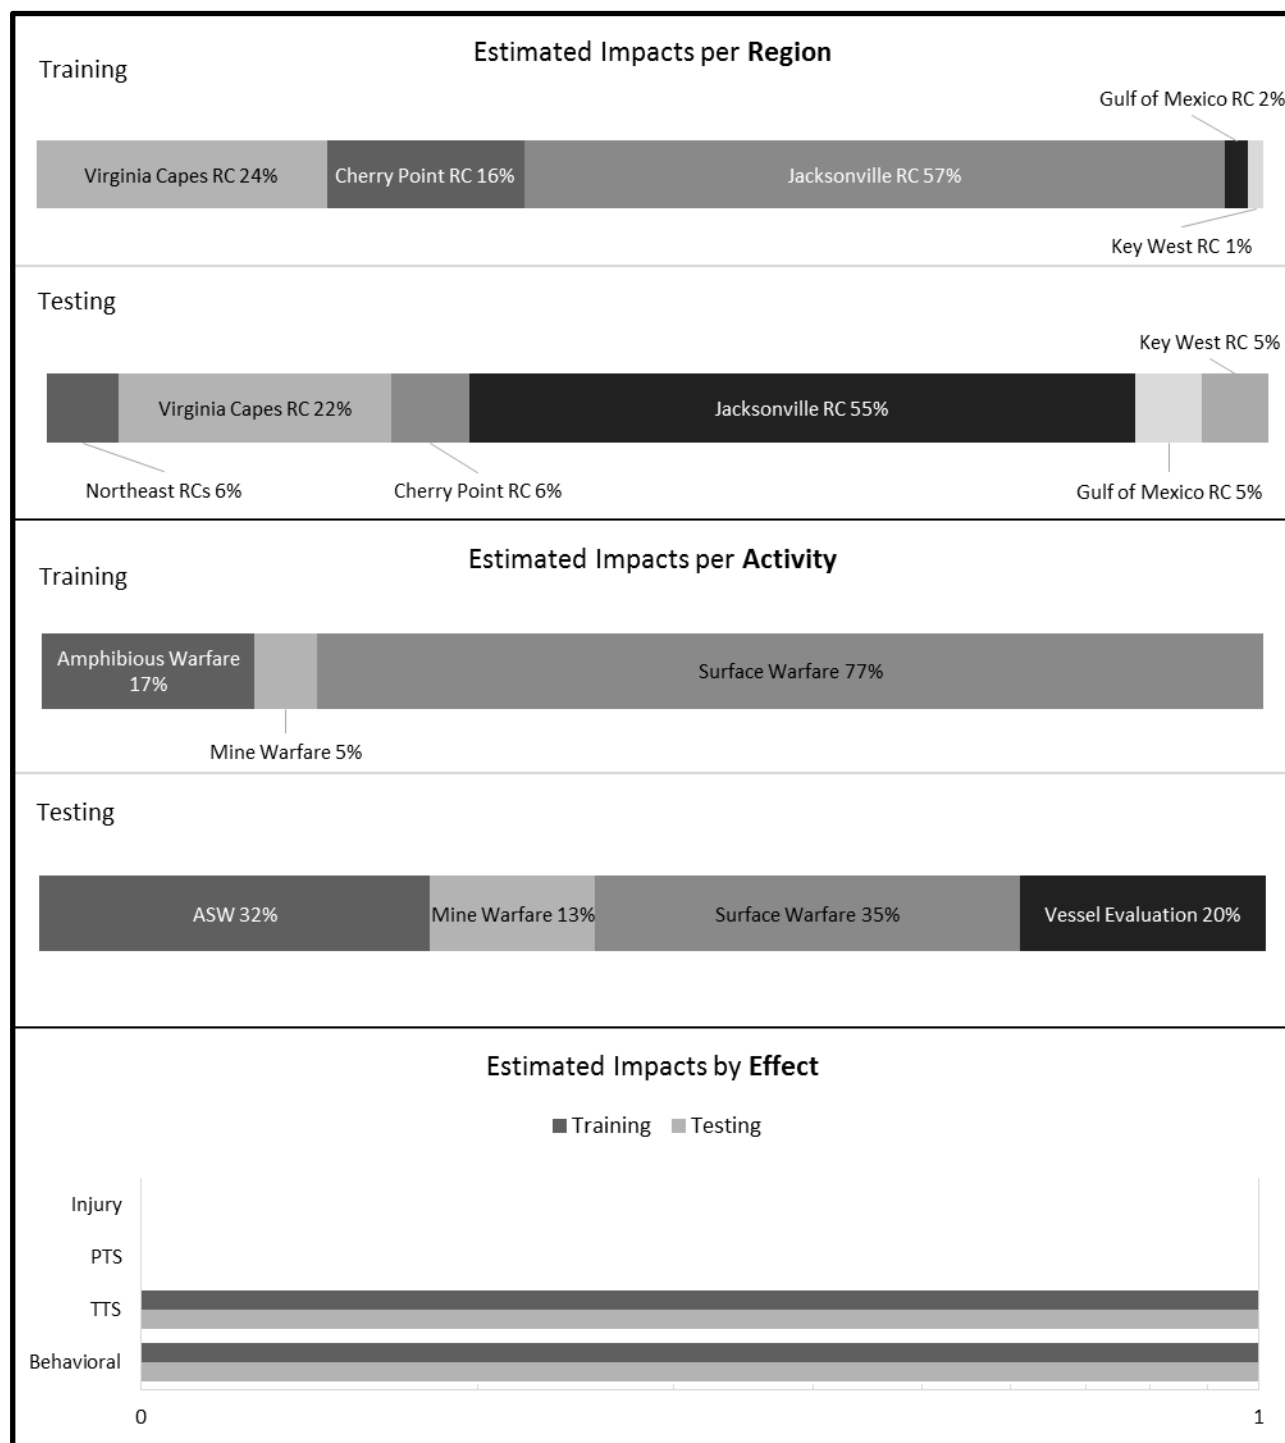 Estimated Impacts per Region
Training
Gulf of Mexico RC 2%
Virginia Capes RC 24%
Cherry Point RC 16%
Jacksonville RC 57%
Key West RC 1%
Testing
Key West RC 5%
Virginia Capes RC 22%
Jacksonville RC 55%
Northeast RCs 6%
Cherry Point RC 6%
Gulf of Mexico RC 5%
Estimated Impacts per Activity
Training
Amphibious Warfare
17%
Surface Warfare 77%
Mine Warfare 5%
Testing
ASW 32%
Mine Warfare 13%
Surface Warfare 35%
Vessel Evaluation 20%
Estimated Impacts by Effect
Training
Testing
Injury
PTS
TTS
Behavioral
0
1